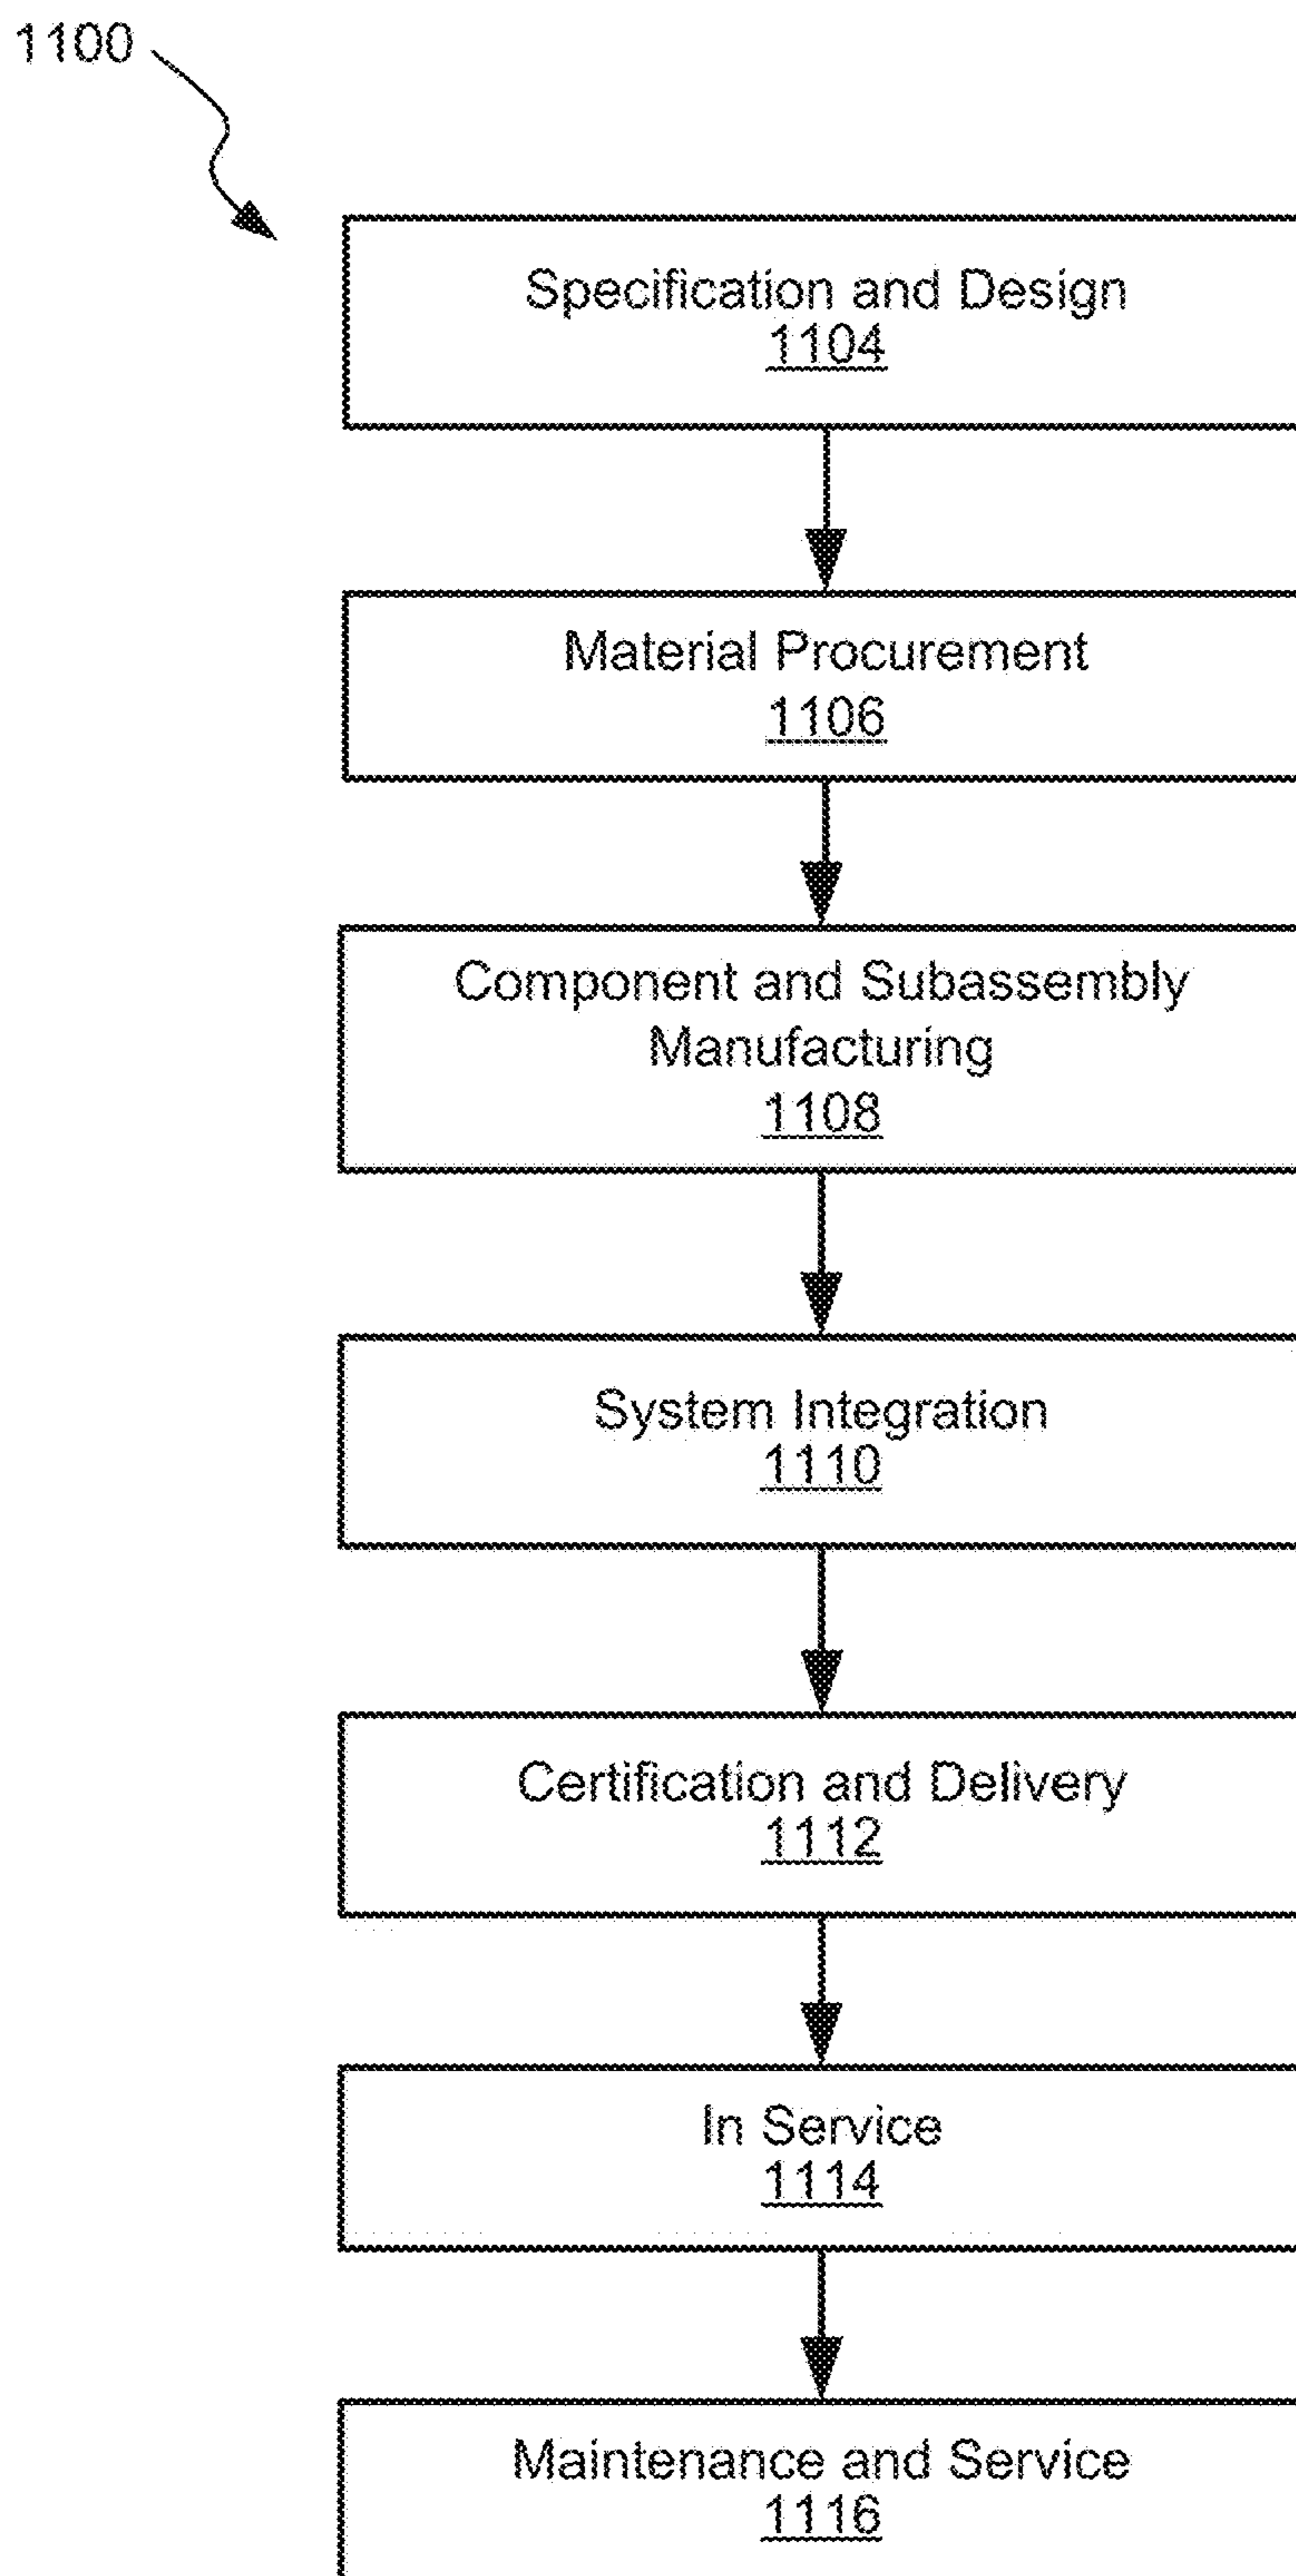 1100
Specification and Design
1104
Material Procurement
1106
Component and Subassembly
Manufacturing
1108
System Integration
1110
Certification and Delivery
1112
In Service
1114
Maintenance and Service
1116